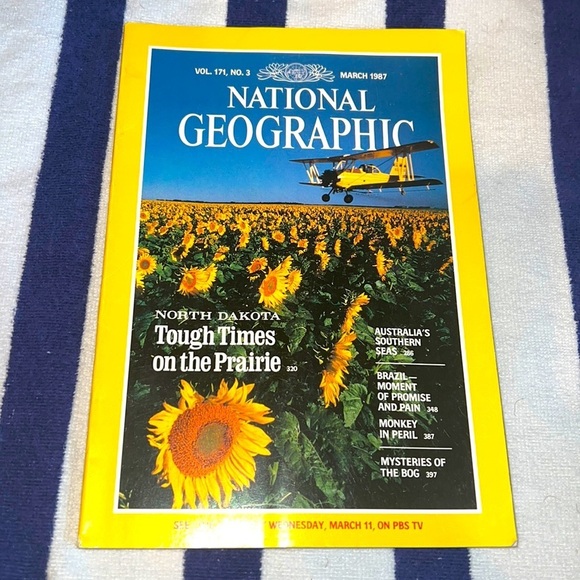 VOL. 171, NO. 3 MARCH 1987
NATIONAL
GEOGRAPHIC
NORTH DAKOTA
Tough Times
on the Prairie 320
AUSTRALIA'S
SOUTHERN
SEAS 286
BRAZIL—
MOMENT
OF PROMISE
AND PAIN 348
MONKEY
IN PERIL 387
MYSTERIES OF
THE BOG 397
WEDNESDAY, MARCH 11, ON PBS TV